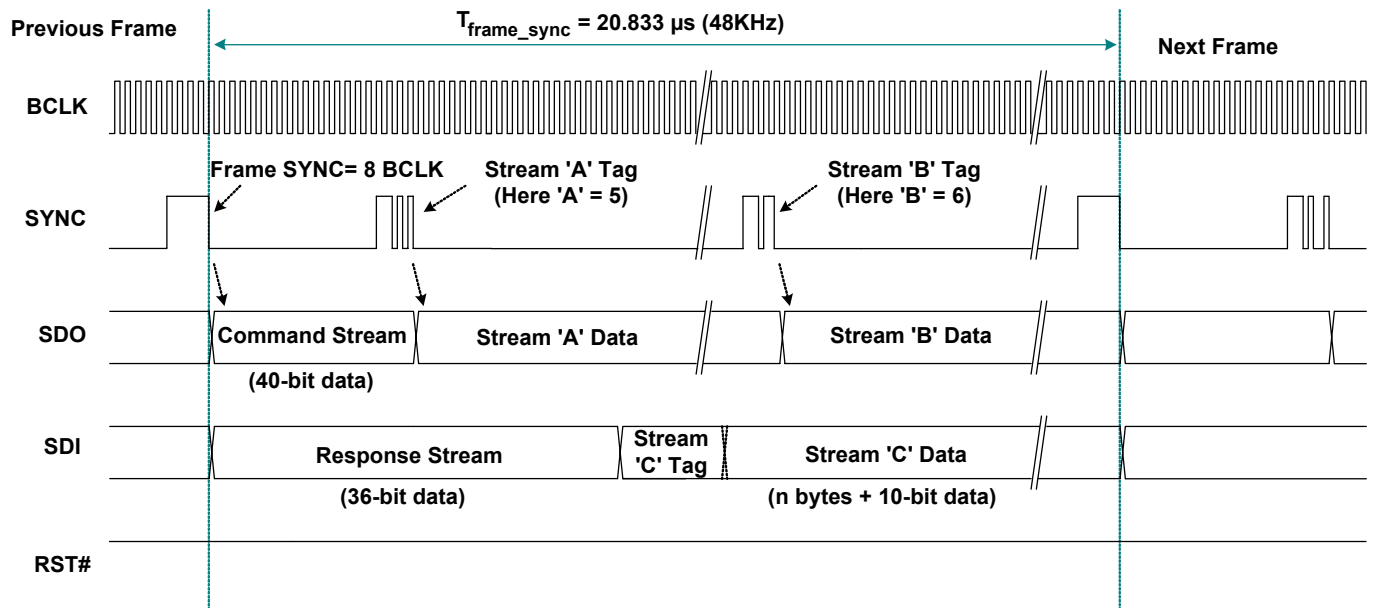 T frame_sync = 20.833 µs (48KHz)
Previous Frame
Next Frame
BCLK
Frame SYNC= 8 BCLK
Stream 'A' Tag
(Here 'A' = 5)
Stream 'B' Tag
(Here 'B' = 6)
SYNC
SDO
Command Stream
Stream 'A' Data
Stream 'B' Data
(40-bit data)
SDI
Response Stream
Stream
'C' Tag
Stream 'C' Data
(36-bit data)
(n bytes + 10-bit data)
RST#